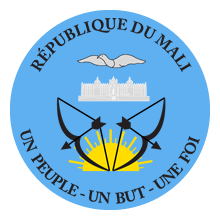 RÉPUBLIQUE DU MALI
UN PEUPLE - UN BUT - UNE FOI